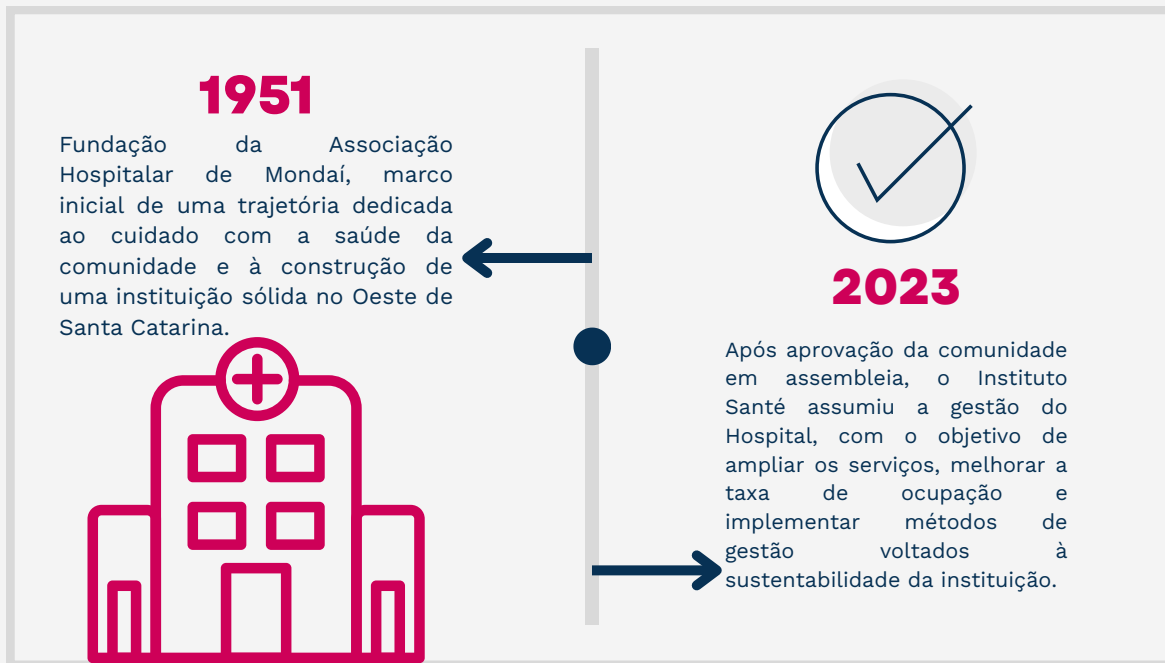 1951
Fundação da Associação
Hospitalar de Mondaí, marco
inicial de uma trajetória dedicada
ao cuidado com a saúde da
comunidade e à construção de
uma instituição sólida no Oeste de
Santa Catarina.
2023
Após aprovação da comunidade
em assembleia, o Instituto
Santé assumiu a gestão do
Hospital, com o objetivo de
ampliar os serviços, melhorar a
taxa de ocupação e
implementar métodos de
gestão voltados à
sustentabilidade da instituição.